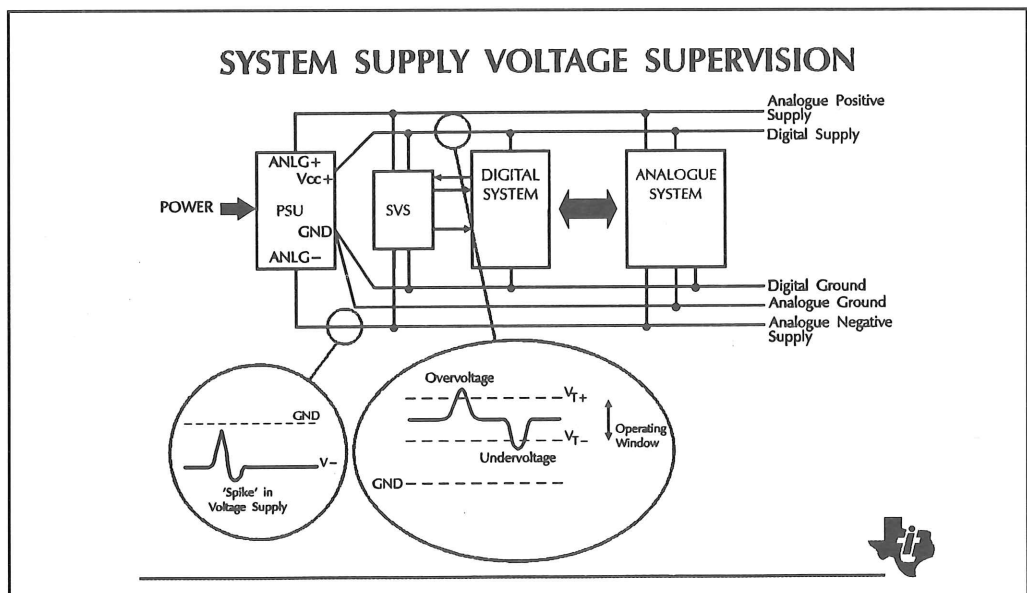 SYSTEM SUPPLY VOLTAGE SUPERVISION
Analogue Positive
Supply
Digital Supply
ANLG+
Vcc+
POWER
PSU
GND
ANLG−
SVS
DIGITAL
SYSTEM
ANALOGUE
SYSTEM
Digital Ground
Analogue Ground
Analogue Negative
Supply
GND
V−
'Spike' in
Voltage Supply
Overvoltage
VT+
Operating
Window
VT−
Undervoltage
GND